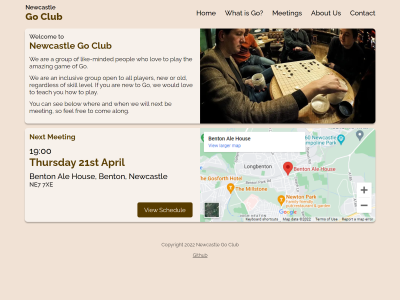 Newcastle
Go Club
Home
What is Go?
Meetings
About Us
Contact
Welcome to
Newcastle Go Club
We are a group of like-minded people who love to play the
amazing game of Go.
We are an inclusive group open to all players, new or old,
regardless of skill level. If you are new to Go, we would love
to teach you how to play.
You can see below where and when we will next be
meeting, so feel free to come along.
Next Meeting
19:00
Thursday 21st April
Benton Ale House, Benton, Newcastle
NE7 7XE
View Schedule
Benton Ale House
View larger map
Longbenton
Benton Ale House
The Gosforth Hotel
The Milestone
Newton Park
Family-friendly
pub restaurant & games
Google
Keyboard shortcuts
Map data ©2022
Terms of Use
Report a map error
Copyright 2022 Newcastle Go Club
Github